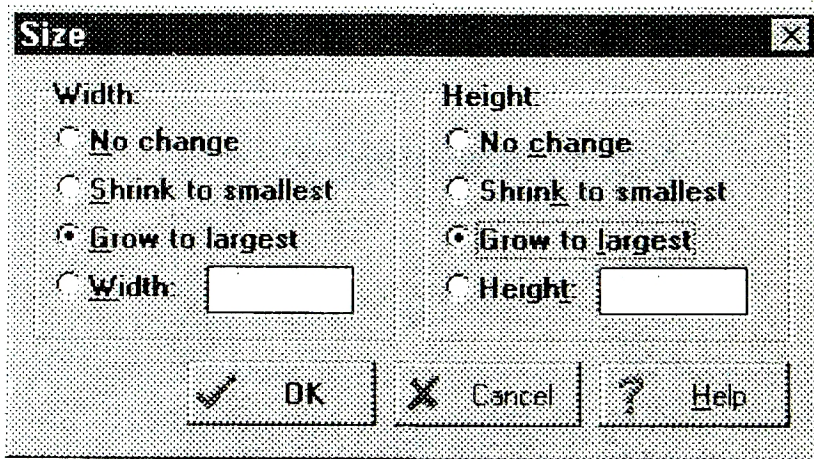 Size
Width:
No change
Shrink to smallest
Grow to largest
Width:
Height:
No change
Shrink to smallest
Grow to largest
Height:
OK
Cancel
Help